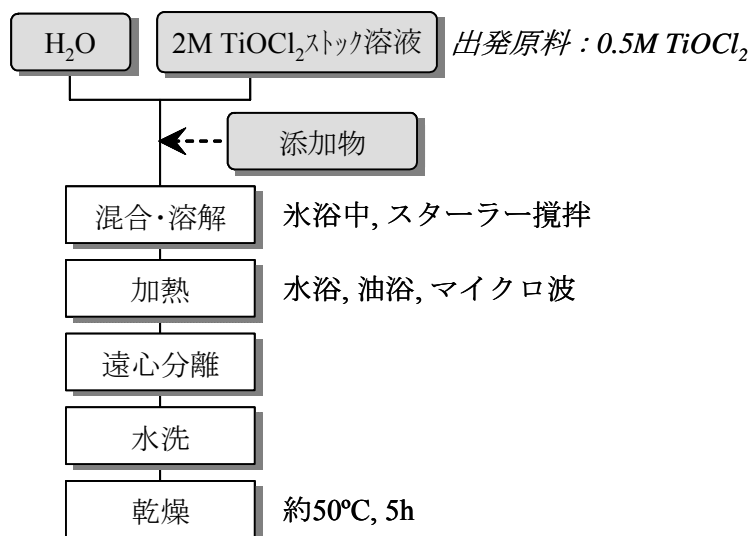 H₂O
2M TiOCl₂ストック溶液
出発原料：0.5M TiOCl₂
添加物
混合・溶解
氷浴中, スターラー攪拌
加熱
水浴, 油浴, マイクロ波
遠心分離
水洗
乾燥
約50ºC, 5h